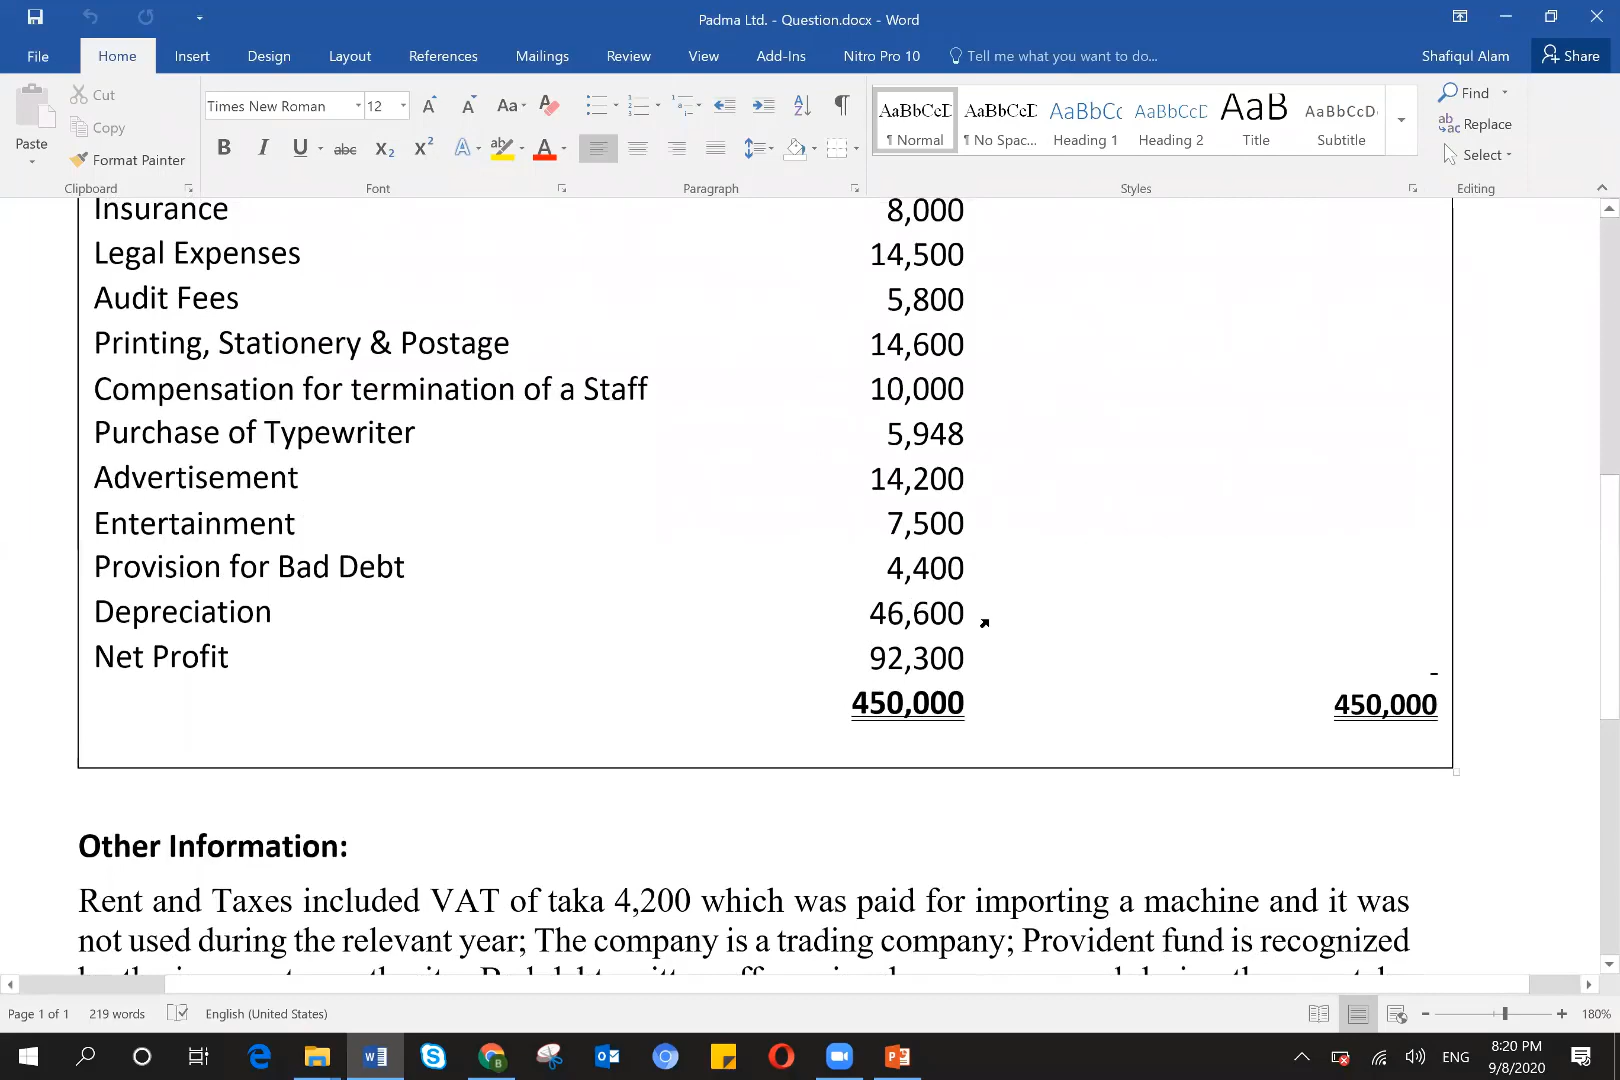 Padma Ltd. - Question.docx - Word
File Home Insert Design Layout References Mailings Review View Add-Ins Nitro Pro 10 Tell me what you want to do... Shafiqul Alam Share
Paste
Cut
Copy
Format Painter
Clipboard
Times New Roman 12
Font
Paragraph
AaBbCcD AaBbCcD AaBbCc AaBbCcD AaB AaBbCcD
¶ Normal ¶ No Spac... Heading 1 Heading 2 Title Subtitle
Styles
Find
Replace
Select
Editing
Insurance 8,000
Legal Expenses 14,500
Audit Fees 5,800
Printing, Stationery & Postage 14,600
Compensation for termination of a Staff 10,000
Purchase of Typewriter 5,948
Advertisement 14,200
Entertainment 7,500
Provision for Bad Debt 4,400
Depreciation 46,600
Net Profit 92,300 -
450,000 450,000
Other Information:
Rent and Taxes included VAT of taka 4,200 which was paid for importing a machine and it was
not used during the relevant year; The company is a trading company; Provident fund is recognized
Page 1 of 1 219 words English (United States) 180%
ENG 8:20 PM
9/8/2020